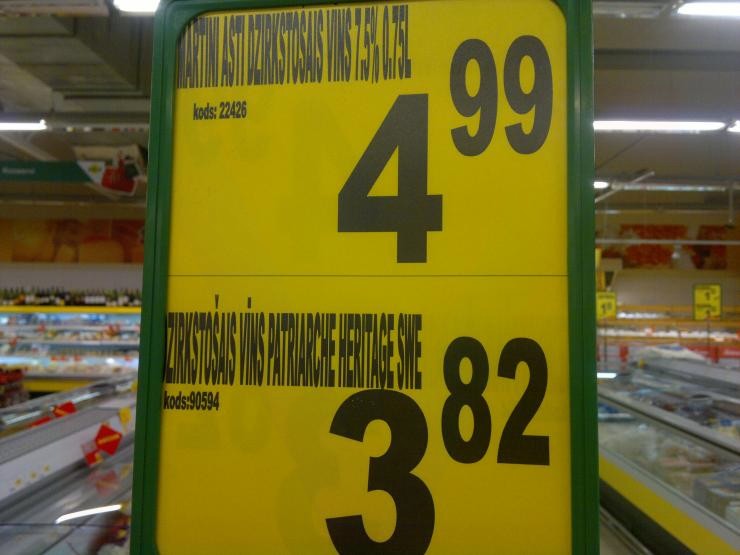 MARTINI ASTI DZIRKSTOŠAIS VĪNS 7.5% 0.75L
kods: 22426
4 99
DZIRKSTOŠAIS VĪNS PATRIARCHE HERITAGE SWE
kods:90594
3 82